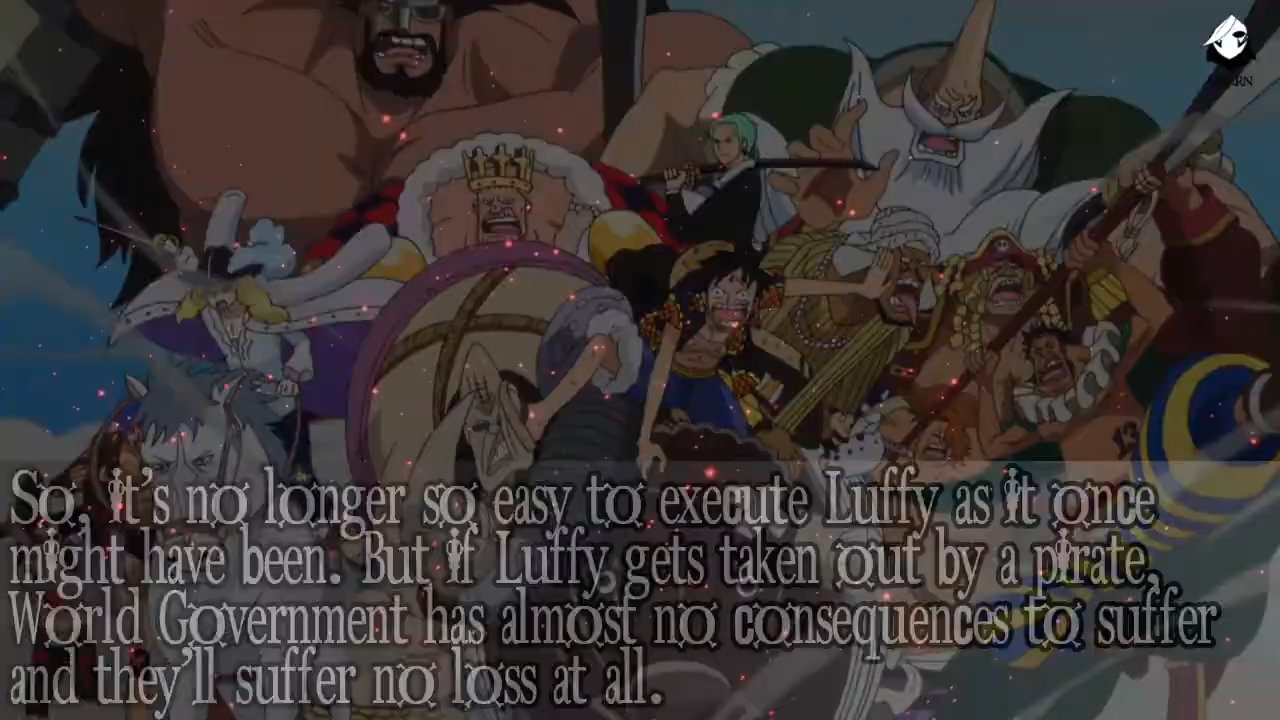 So, it's no longer so easy to execute Luffy as it once
might have been. But if Luffy gets taken out by a pirate,
World Government has almost no consequences to suffer
and they'll suffer no loss at all.